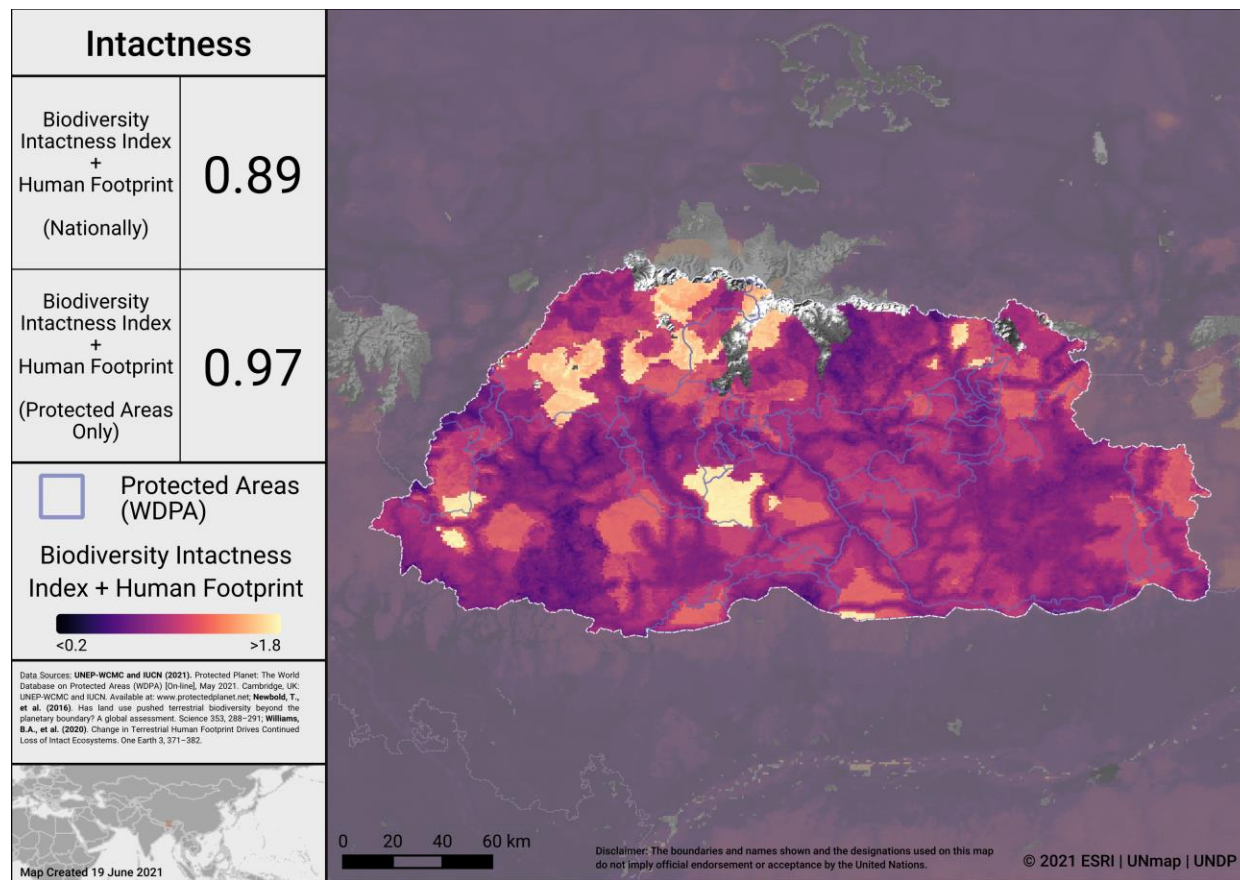 Intactness
Biodiversity
Intactness Index
+
Human Footprint
(Nationally)
0.89
Biodiversity
Intactness Index
+
Human Footprint
(Protected Areas
Only)
0.97
Protected Areas
(WDPA)
Biodiversity Intactness
Index + Human Footprint
<0.2
>1.8
Data Sources: UNEP-WCMC and IUCN (2021). Protected Planet: The World
Database on Protected Areas (WDPA) [On-line], May 2021. Cambridge, UK:
UNEP-WCMC and IUCN. Available at: www.protectedplanet.net; Newbold, T.,
et al. (2016). Has land use pushed terrestrial biodiversity beyond the
planetary boundary? A global assessment. Science 353, 288–291; Williams,
B.A., et al. (2020). Change in Terrestrial Human Footprint Drives Continued
Loss of Intact Ecosystems. One Earth 3, 371–382.
Map Created 19 June 2021
0 20 40 60 km
Disclaimer: The boundaries and names shown and the designations used on this map
do not imply official endorsement or acceptance by the United Nations.
© 2021 ESRI | UNmap | UNDP